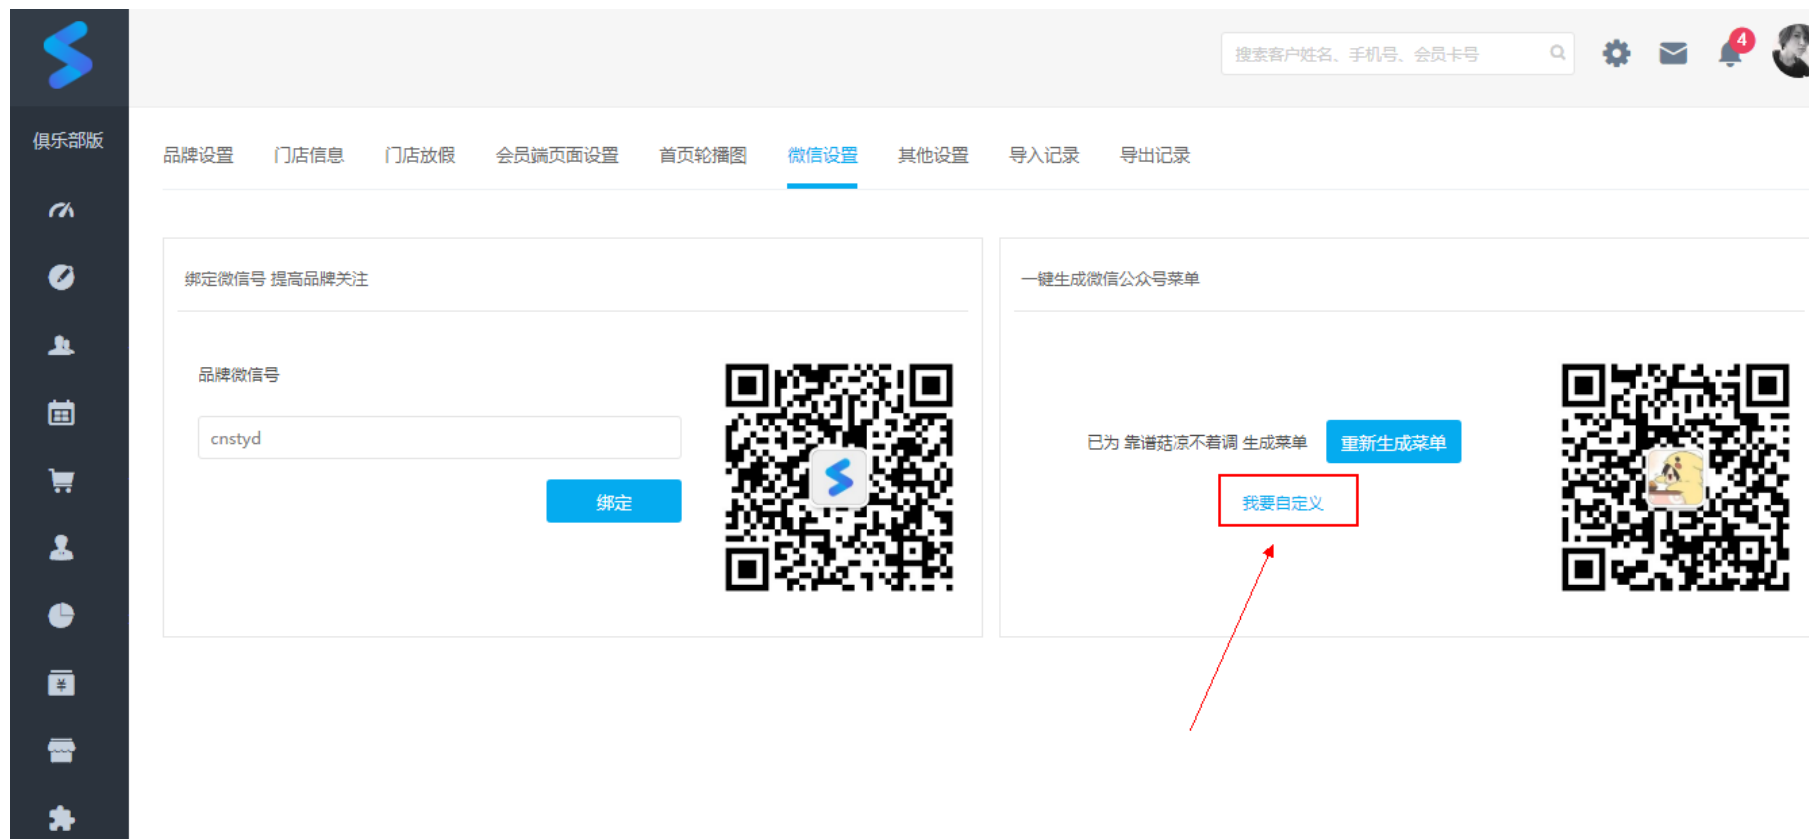 搜索客户姓名、手机号、会员卡号
4
俱乐部版
品牌设置 门店信息 门店放假 会员端页面设置 首页轮播图 微信设置 其他设置 导入记录 导出记录
绑定微信号 提高品牌关注
品牌微信号
cnstyd
绑定
一键生成微信公众号菜单
已为 靠谱菇凉不着调 生成菜单 重新生成菜单
我要自定义